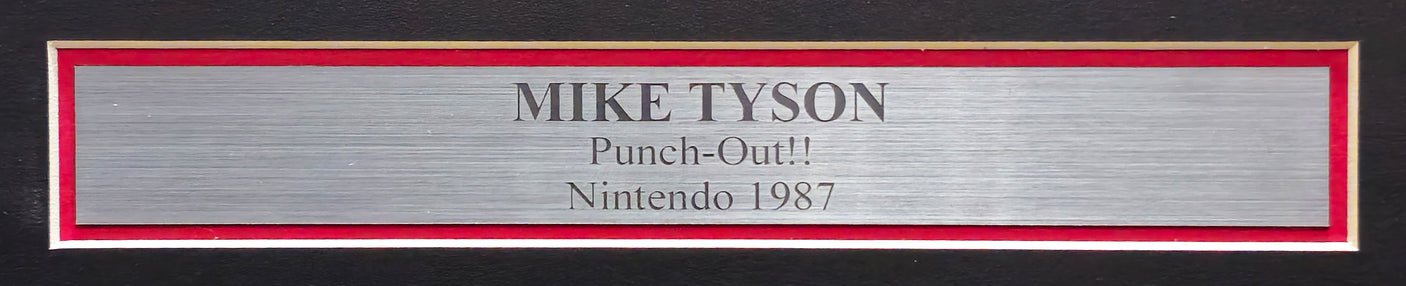 MIKE TYSON
Punch-Out!!
Nintendo 1987